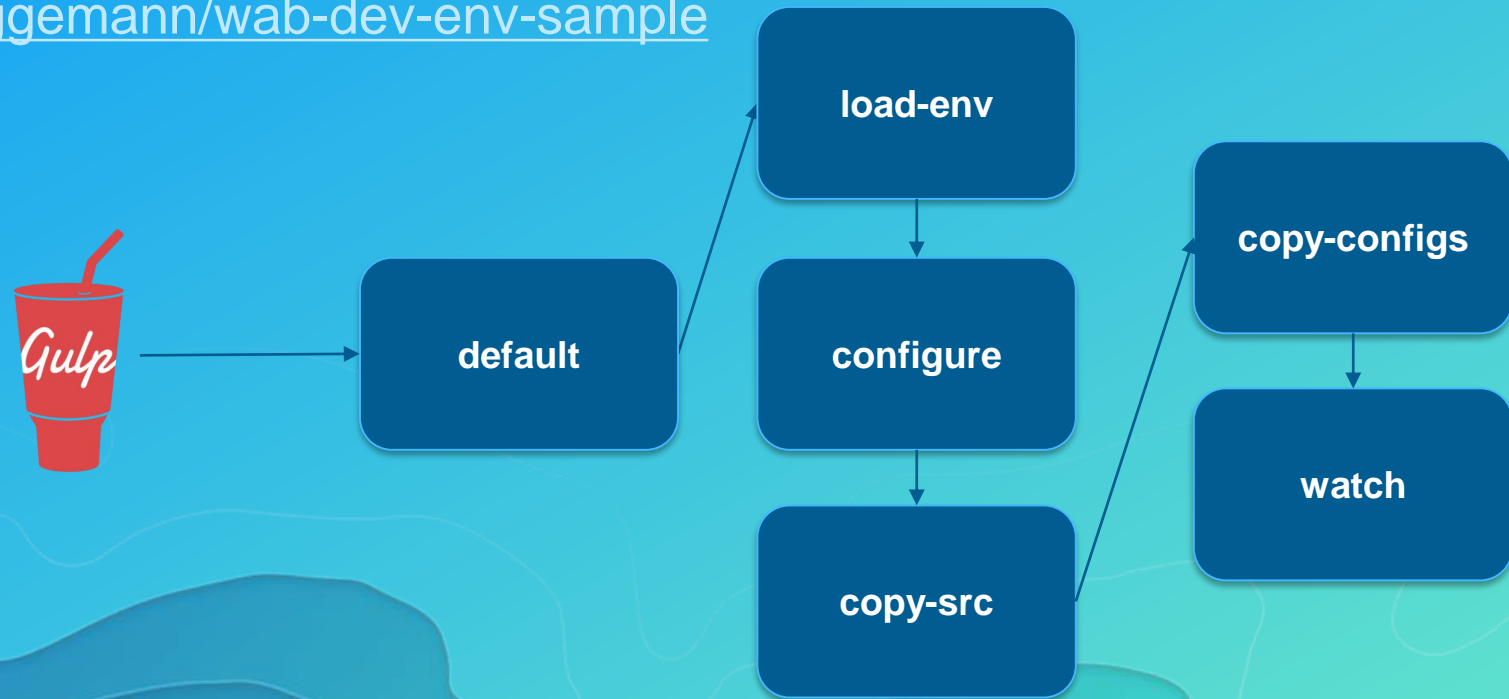 ggemann/wab-dev-env-sample
Gulp
default
load-env
configure
copy-src
copy-configs
watch